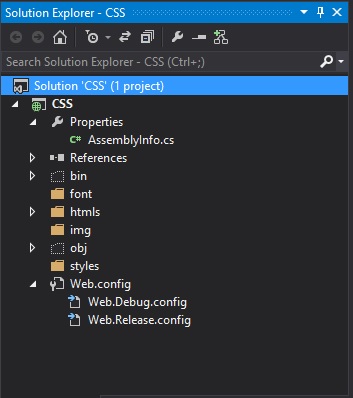 Solution Explorer - CSS
Search Solution Explorer - CSS (Ctrl+;)
Solution 'CSS' (1 project)
CSS
Properties
C# AssemblyInfo.cs
References
bin
font
htmls
img
obj
styles
Web.config
Web.Debug.config
Web.Release.config